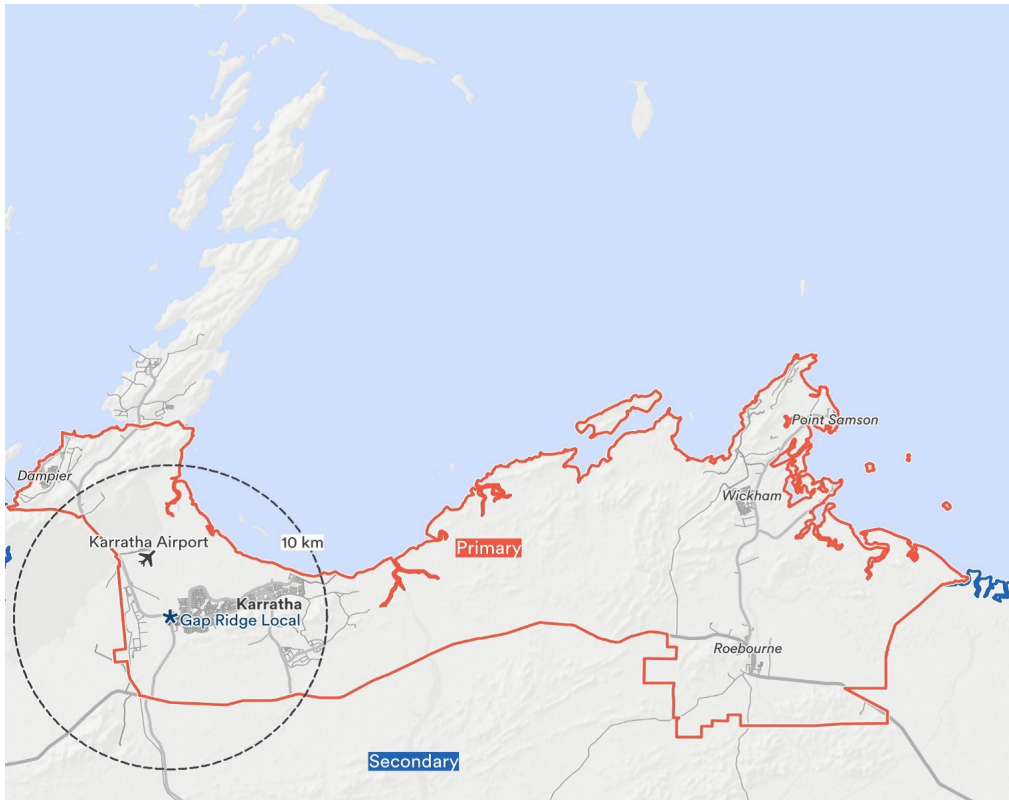 Point Samson
Dampier
Wickham
Karratha Airport
10 km
Primary
Karratha
Gap Ridge Local
Roebourne
Secondary